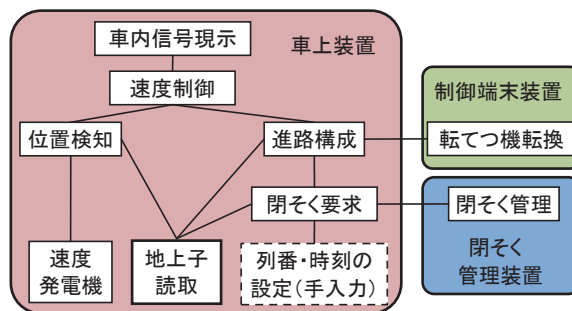 車内信号現示
車上装置
速度制御
制御端末装置
位置検知
進路構成
転てつ機転換
閉そく要求
閉そく管理
速度
発電機
地上子
読取
列番・時刻の
設定(手入力)
閉そく
管理装置